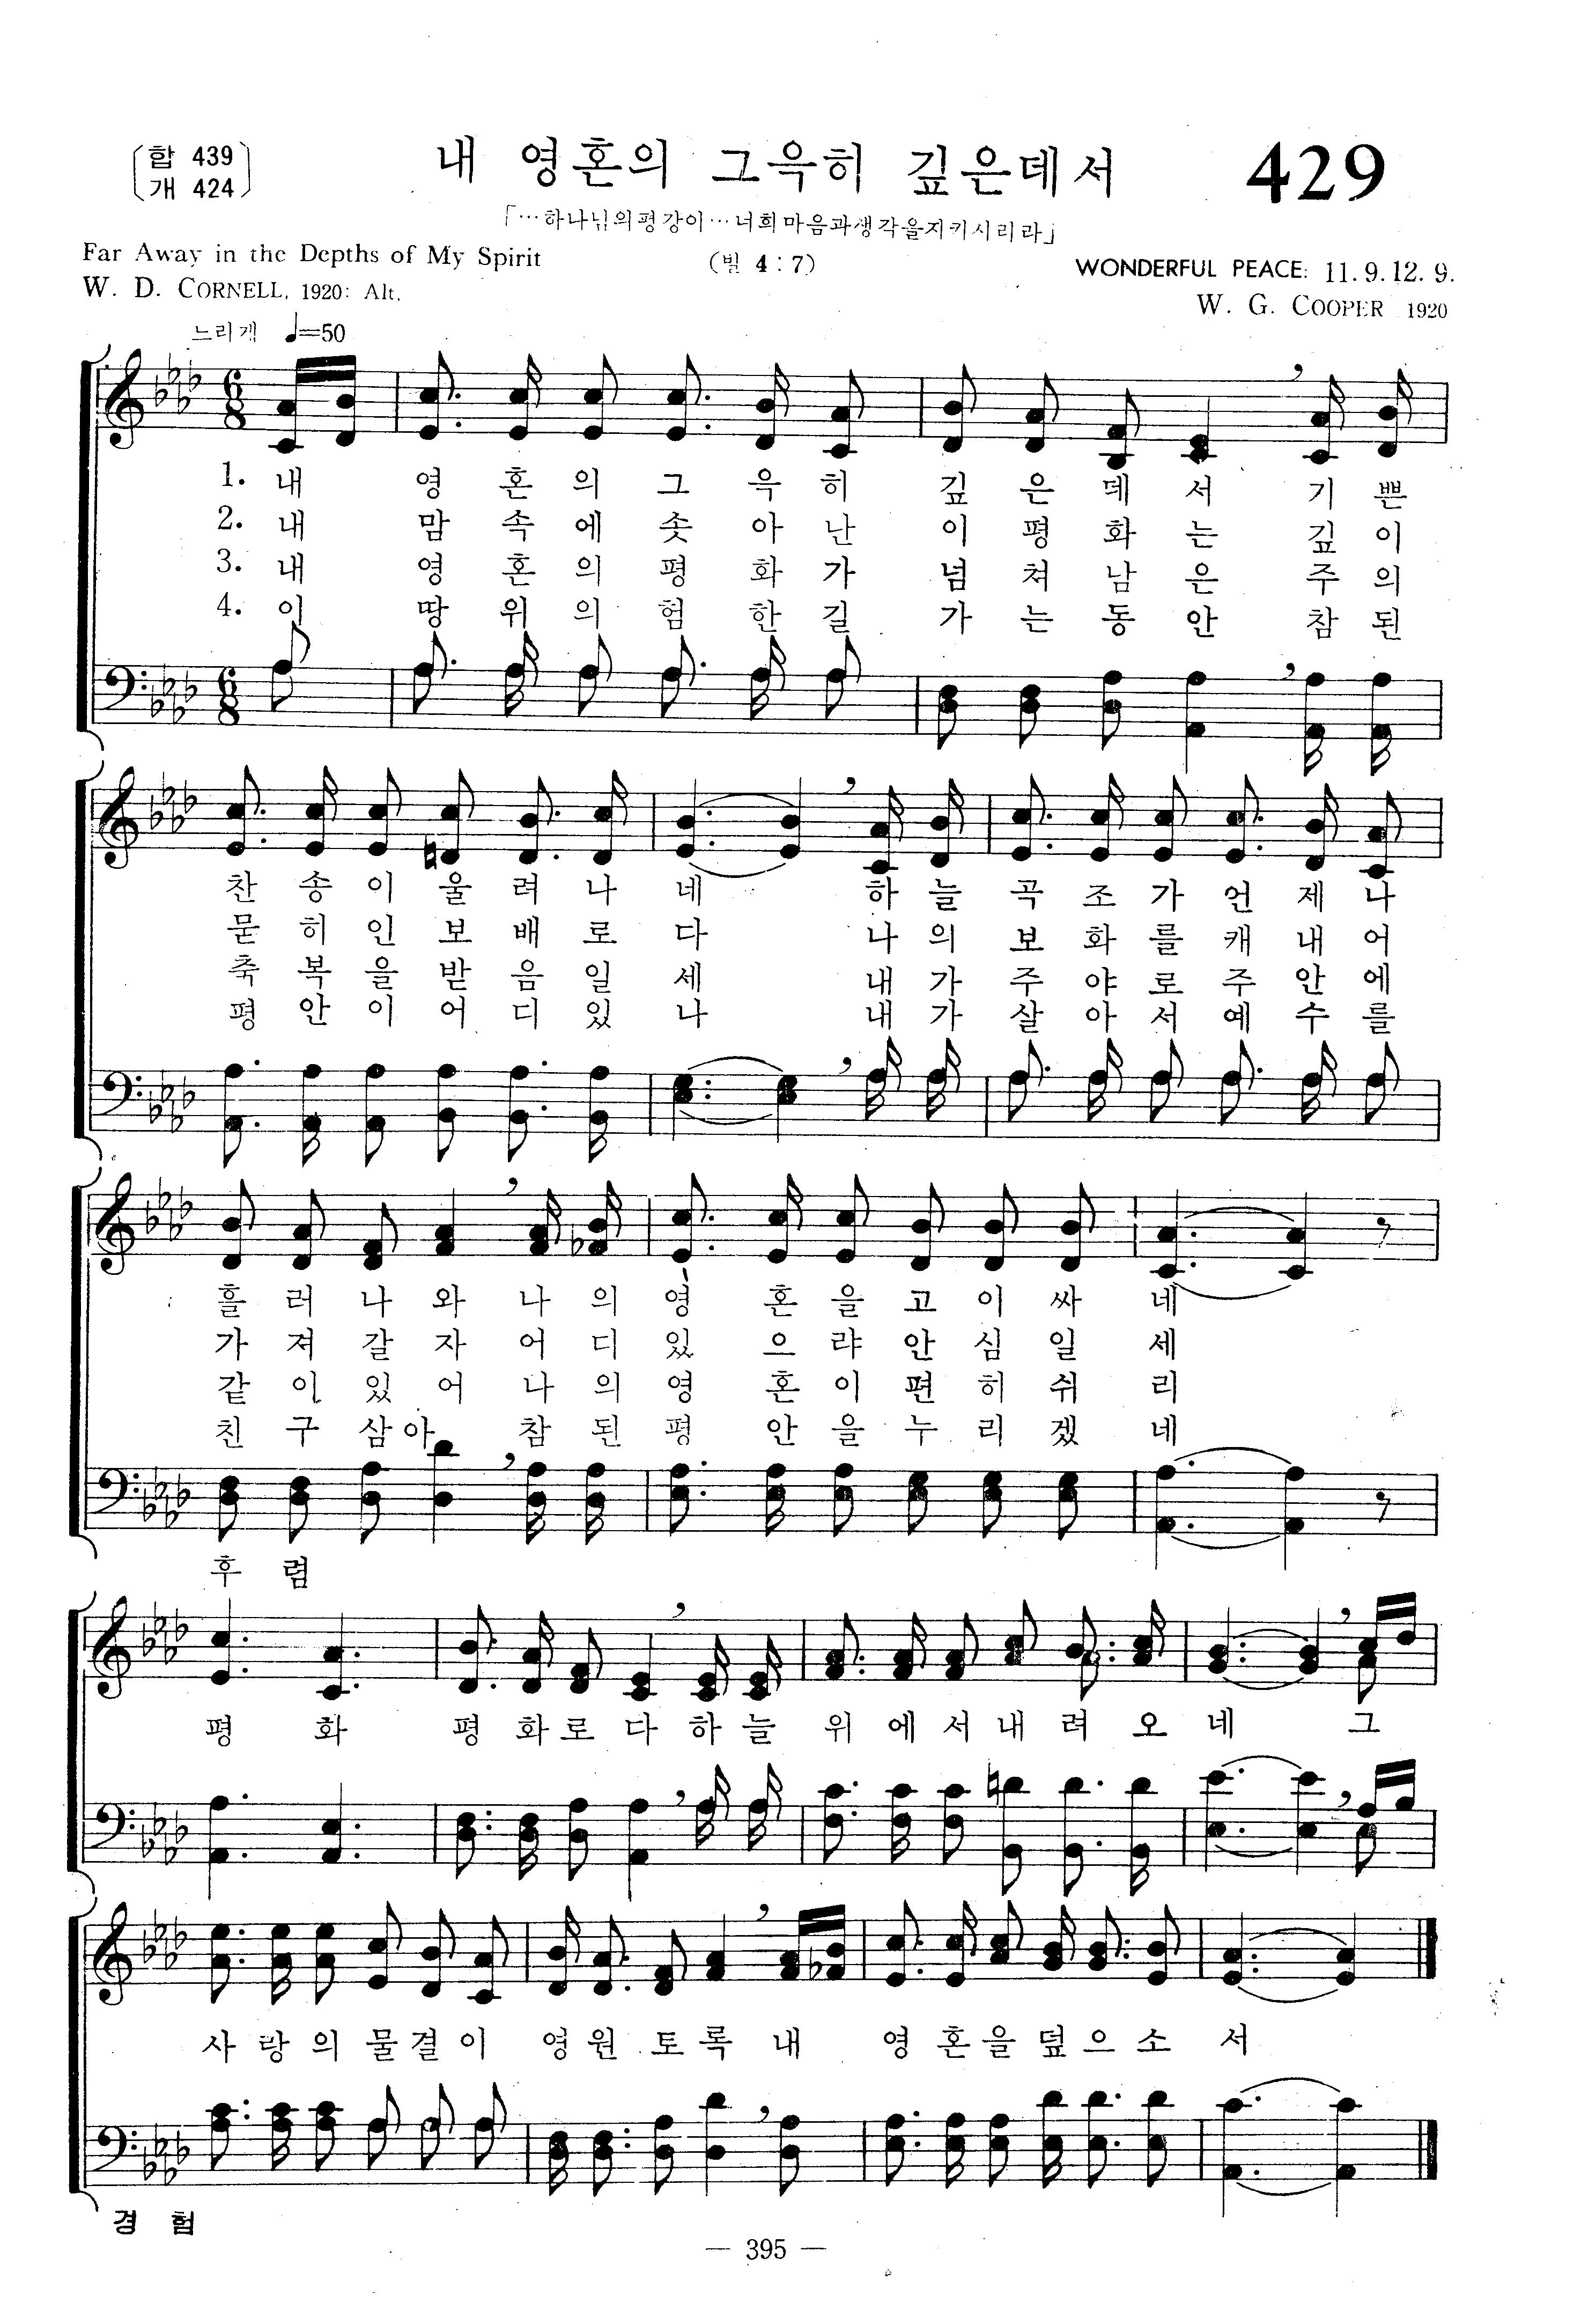 합 439
개 424
내 영혼의 그윽히 깊은데서
429
「…하나님의평강이…너희마음과생각을지키시리라」
Far Away in the Depths of My Spirit
(빌 4 : 7)
WONDERFUL PEACE: 11. 9. 12. 9.
W. D. CORNELL, 1920: Alt.
W. G. COOPER 1920
느리게 ♩=50
6 8
1. 내 영 혼 의 그 윽 히 깊 은 데 서 기 쁜
2. 내 맘 속 에 솟 아 난 이 평 화 는 깊 이
3. 내 영 혼 의 평 화 가 넘 쳐 남 은 주 의
4. 이 땅 위 의 험 한 길 가 는 동 안 참 된
6 8
찬 송 이 울 려 나 네 하 늘 곡 조 가 언 제 나
묻 히 인 보 배 로 다 나 의 보 화 를 캐 내 어
축 복 을 받 음 일 세 내 가 주 야 로 주 안 에
평 안 이 어 디 있 나 내 가 살 아 서 예 수 를
흘 러 나 와 나 의 영 혼 을 고 이 싸 네
가 져 갈 자 어 디 있 으 랴 안 심 일 세
같 이 있 어 나 의 영 혼 이 편 히 쉬 리
친 구 삼 아 참 된 평 안 을 누 리 겠 네
후 렴
평 화 평 화 로 다 하 늘 위 에 서 내 려 오 네 그
사 랑 의 물 결 이 영 원 토 록 내 영 혼 을 덮 으 소 서
경 험
— 395 —